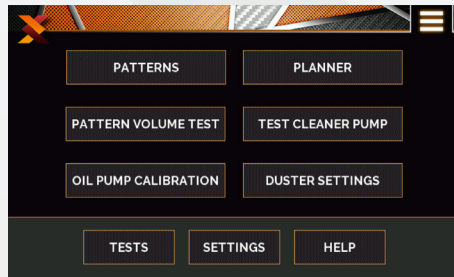 PATTERNS
PLANNER
PATTERN VOLUME TEST
TEST CLEANER PUMP
OIL PUMP CALIBRATION
DUSTER SETTINGS
TESTS
SETTINGS
HELP